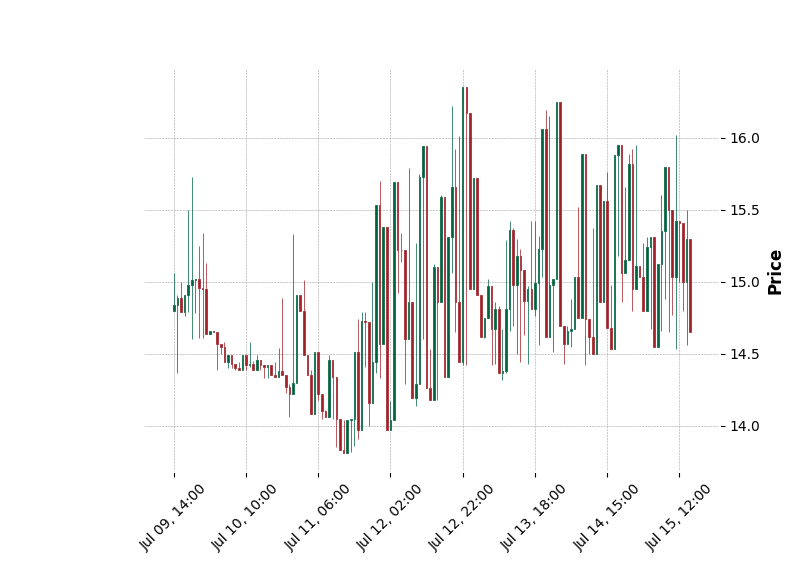 16.0
15.5
15.0
14.5
14.0
Price
Jul 09, 14:00
Jul 10, 10:00
Jul 11, 06:00
Jul 12, 02:00
Jul 12, 22:00
Jul 13, 18:00
Jul 14, 15:00
Jul 15, 12:00